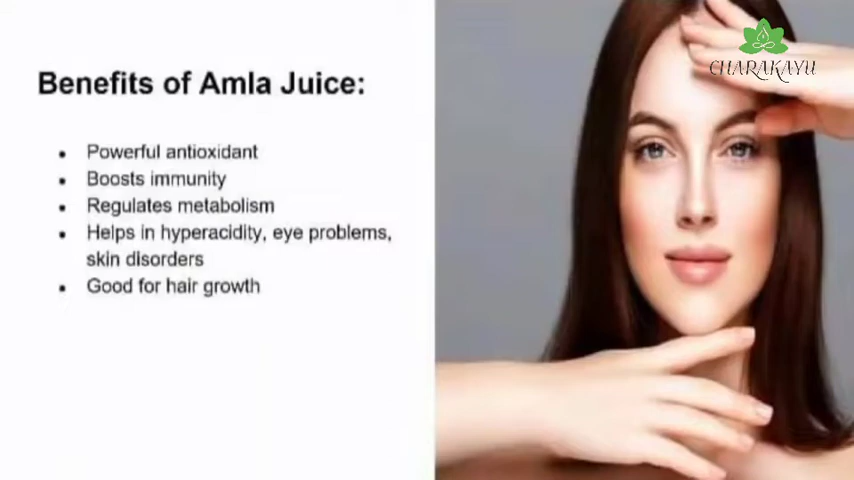 CHARAKAYU
Benefits of Amla Juice:
• Powerful antioxidant
• Boosts immunity
• Regulates metabolism
• Helps in hyperacidity, eye problems,
skin disorders
• Good for hair growth